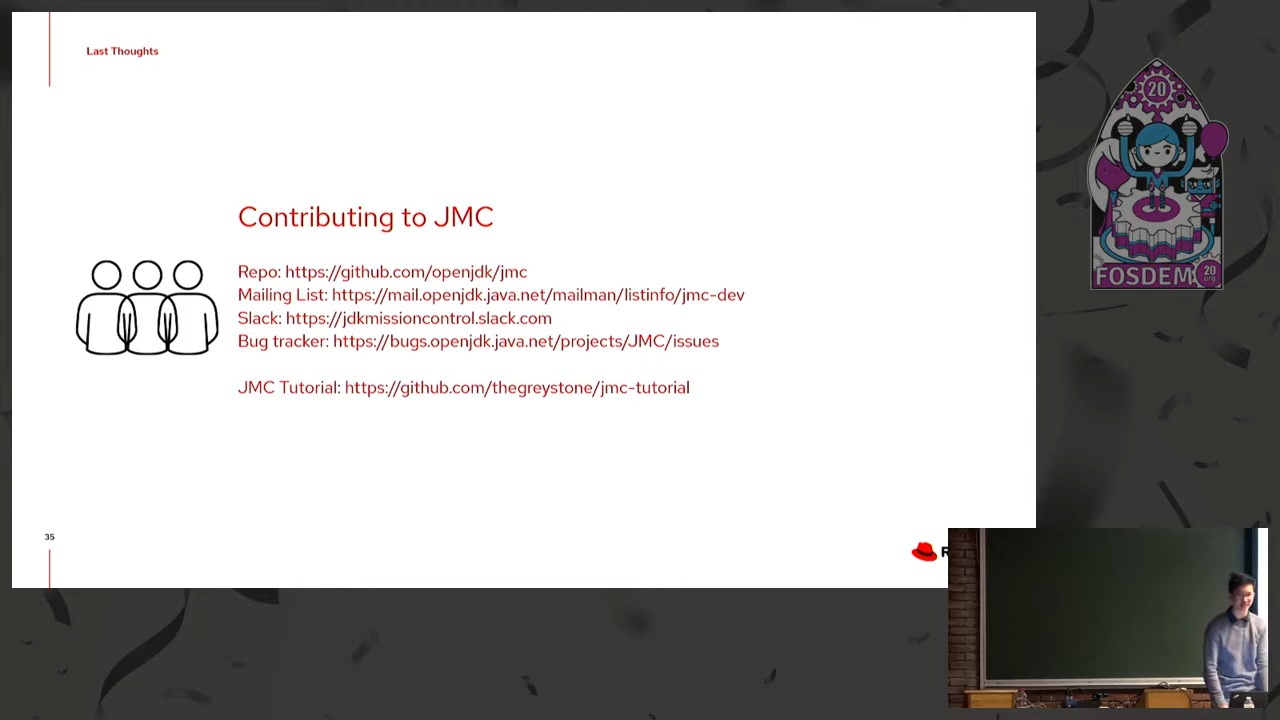 Last Thoughts
Contributing to JMC
Repo: https://github.com/openjdk/jmc
Mailing List: https://mail.openjdk.java.net/mailman/listinfo/jmc-dev
Slack: https://jdkmissioncontrol.slack.com
Bug tracker: https://bugs.openjdk.java.net/projects/JMC/issues
JMC Tutorial: https://github.com/thegreystone/jmc-tutorial
35
R
20
FOSDEM
20
.org